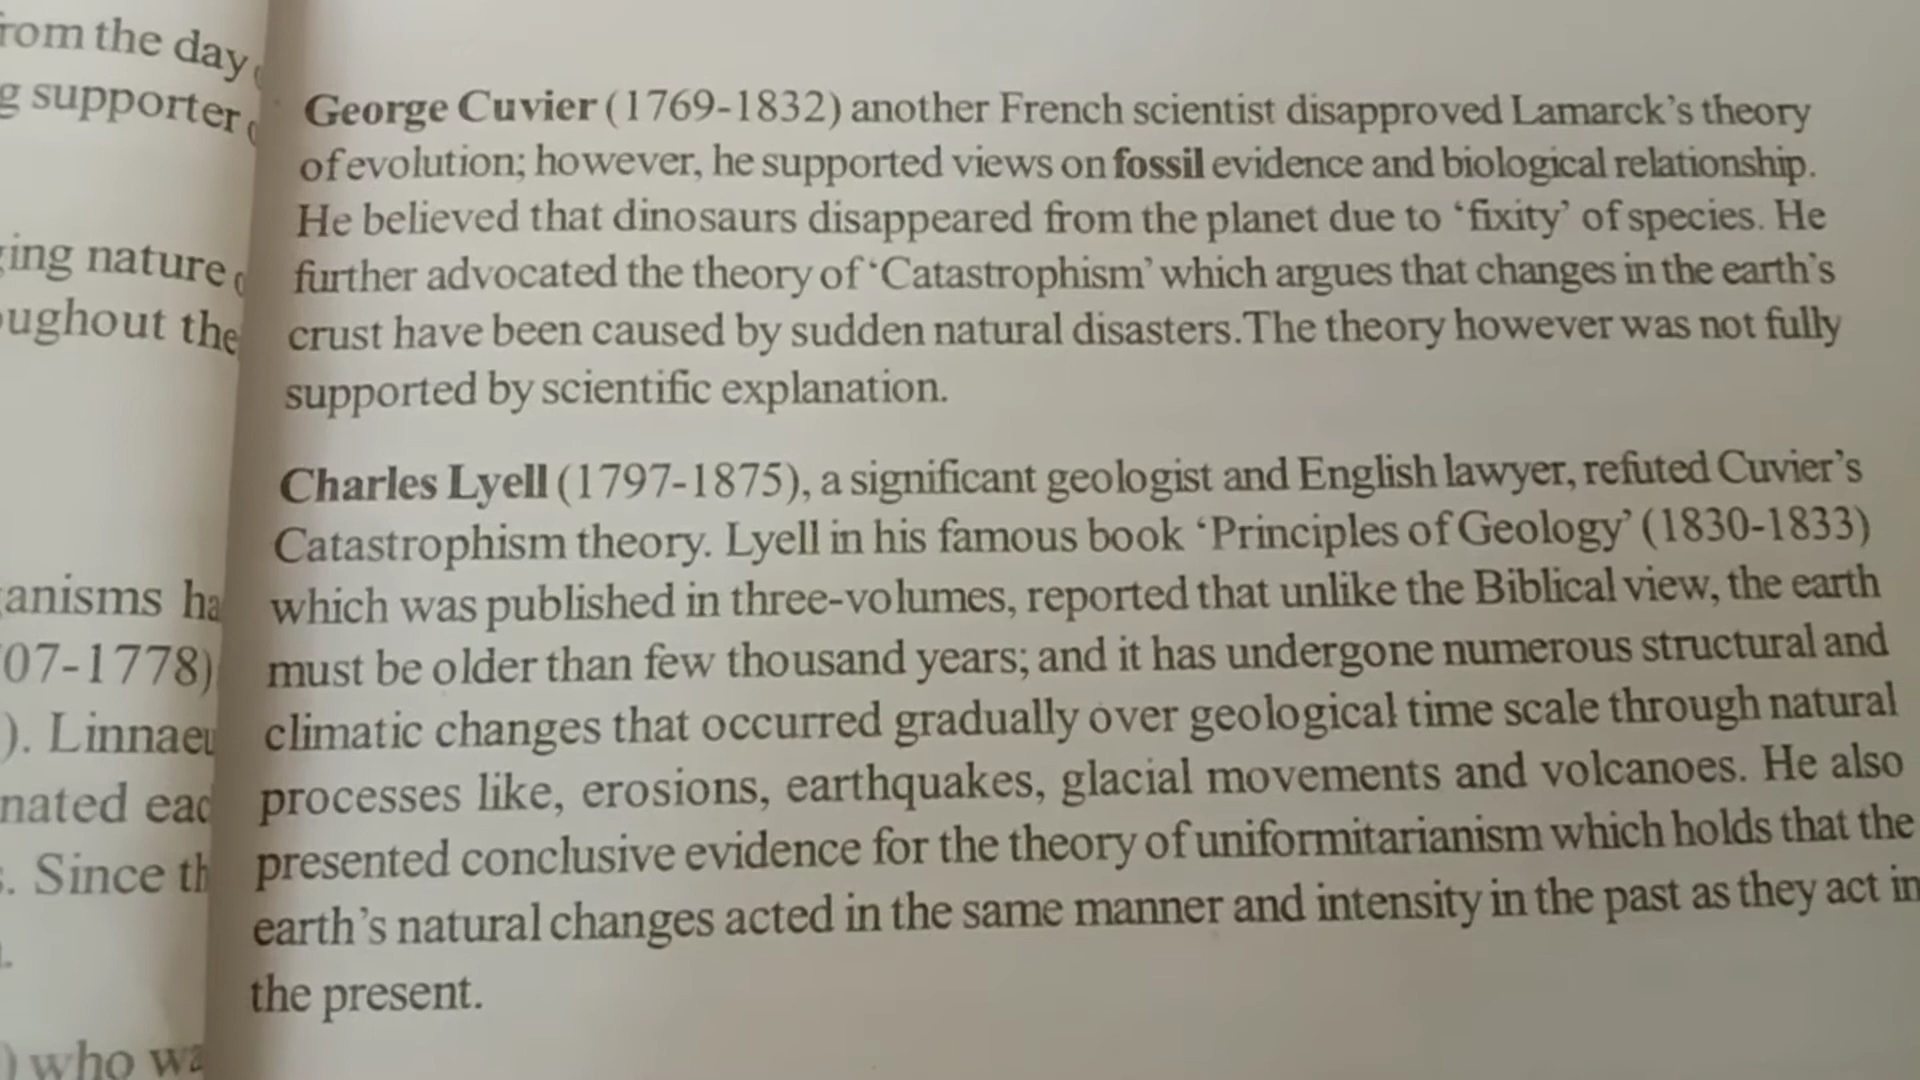 rom the day
g supporter
ing nature
oughout the
anisms ha
07-1778)
). Linnaeu
nated eac
s. Since th
) who wa
George Cuvier (1769-1832) another French scientist disapproved Lamarck's theory
of evolution; however, he supported views on fossil evidence and biological relationship.
He believed that dinosaurs disappeared from the planet due to ‘fixity’ of species. He
further advocated the theory of ‘Catastrophism’ which argues that changes in the earth's
crust have been caused by sudden natural disasters.The theory however was not fully
supported by scientific explanation.
Charles Lyell (1797-1875), a significant geologist and English lawyer, refuted Cuvier's
Catastrophism theory. Lyell in his famous book ‘Principles of Geology’ (1830-1833)
which was published in three-volumes, reported that unlike the Biblical view, the earth
must be older than few thousand years; and it has undergone numerous structural and
climatic changes that occurred gradually over geological time scale through natural
processes like, erosions, earthquakes, glacial movements and volcanoes. He also
presented conclusive evidence for the theory of uniformitarianism which holds that the
earth's natural changes acted in the same manner and intensity in the past as they act in
the present.